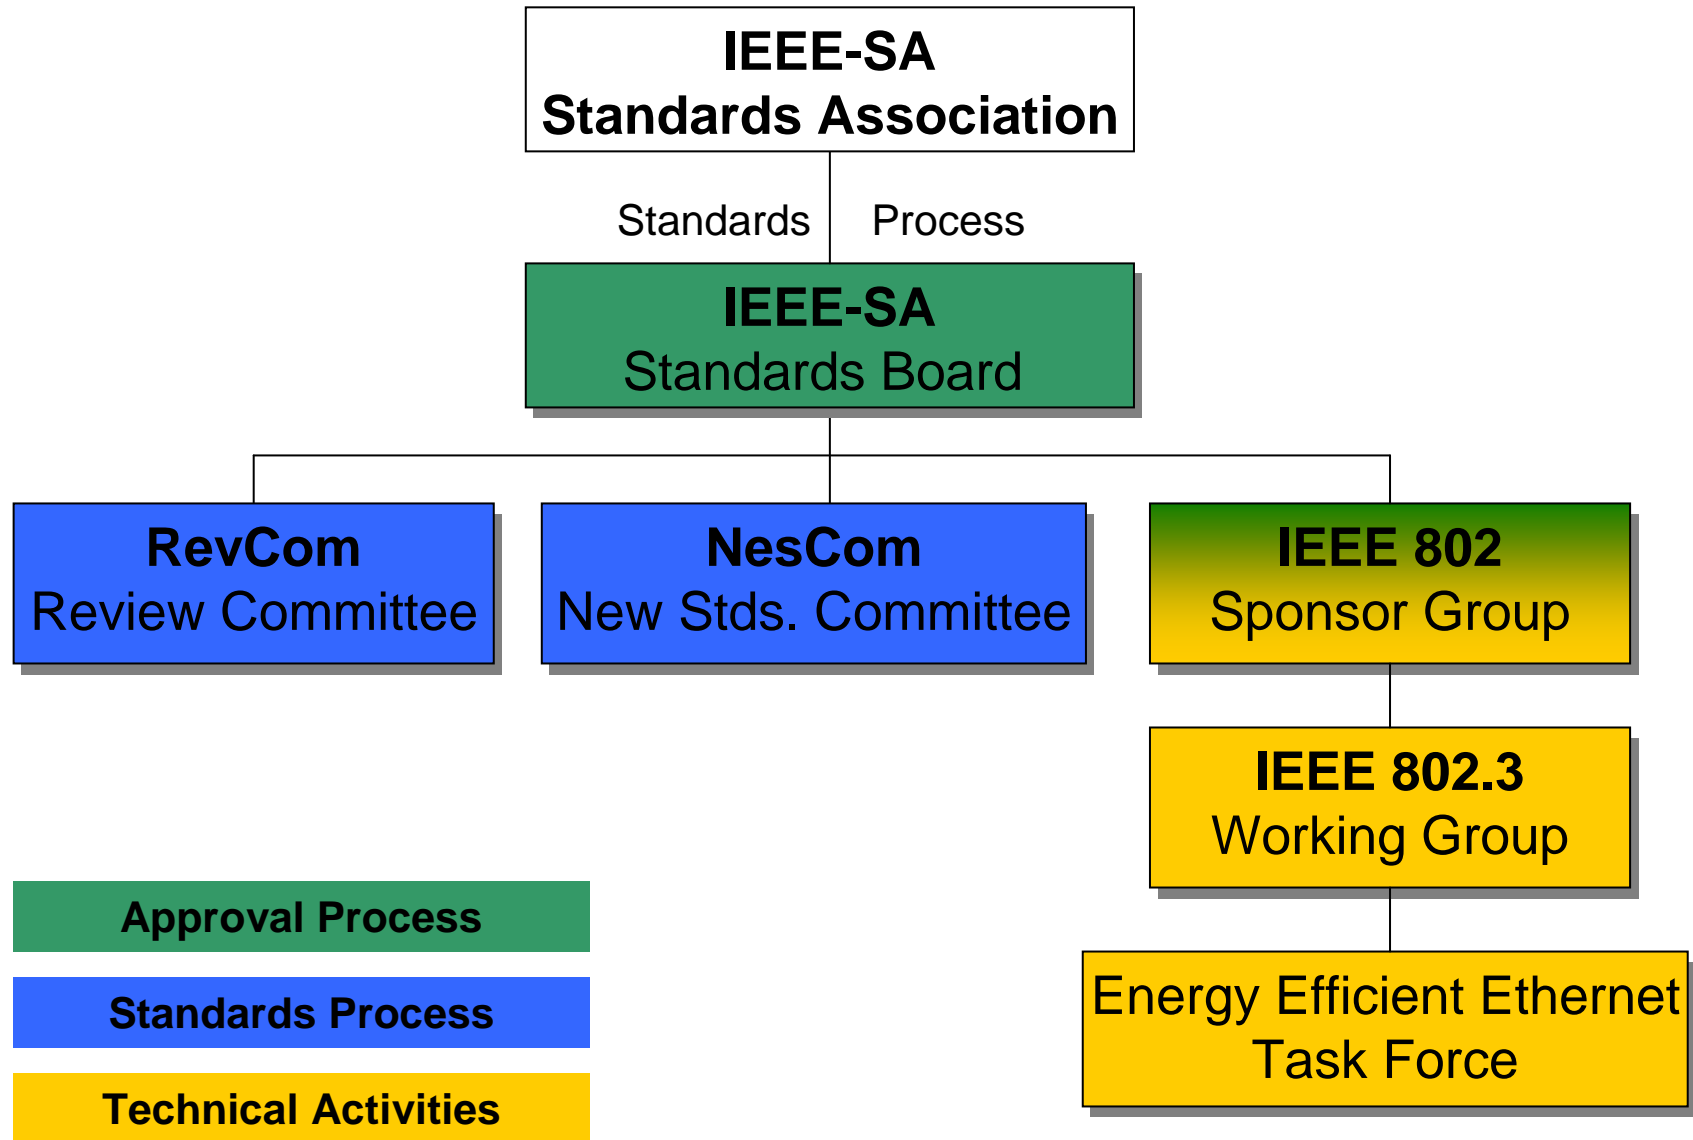 IEEE-SA
Standards Association
Standards Process
IEEE-SA
Standards Board
RevCom
Review Committee
NesCom
New Stds. Committee
IEEE 802
Sponsor Group
IEEE 802.3
Working Group
Energy Efficient Ethernet
Task Force
Approval Process
Standards Process
Technical Activities